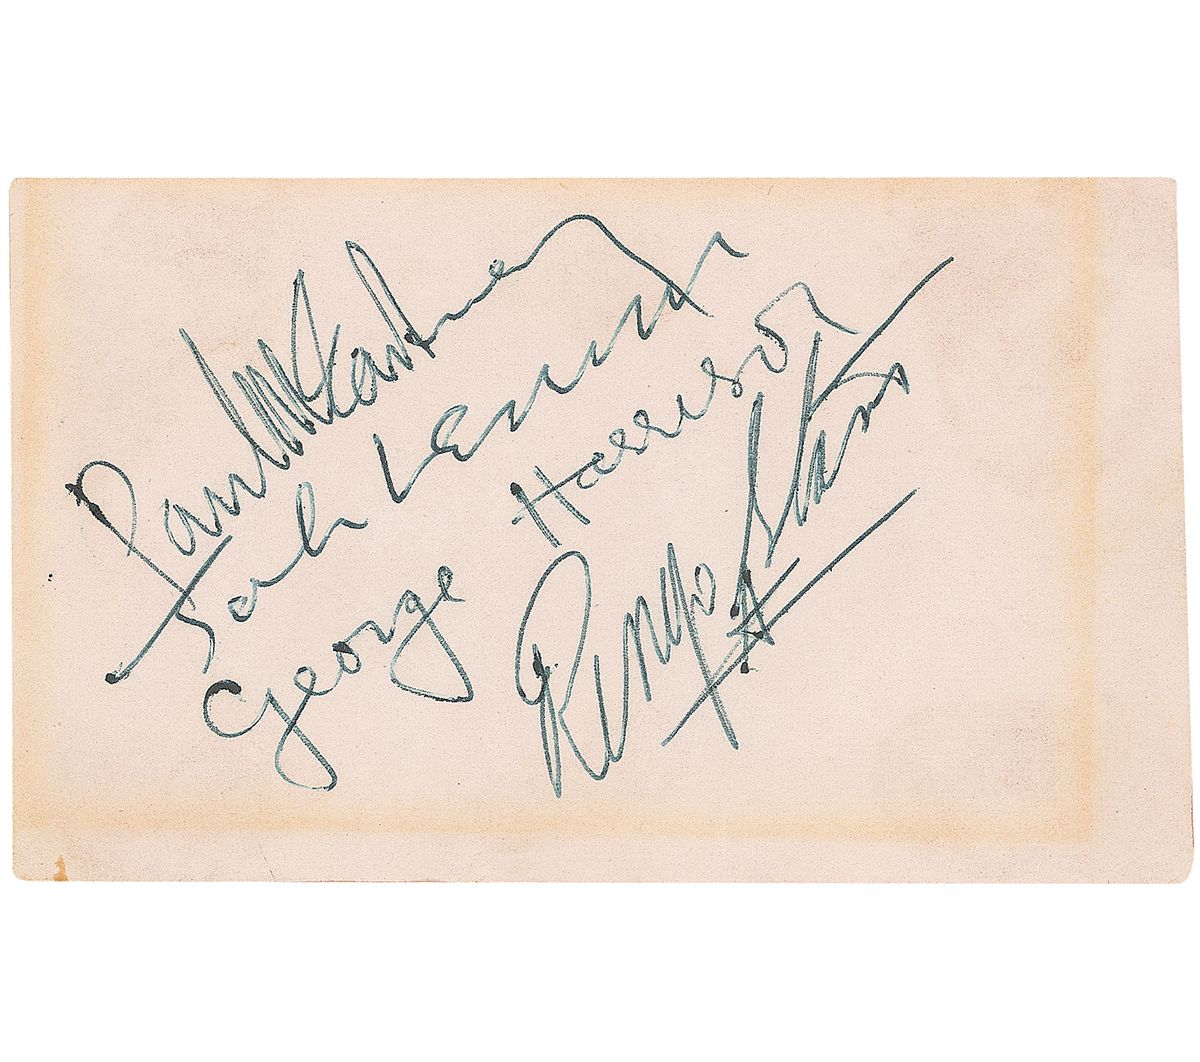 Paul McCartney
John Lennon
George Harrison
Ringo Starr